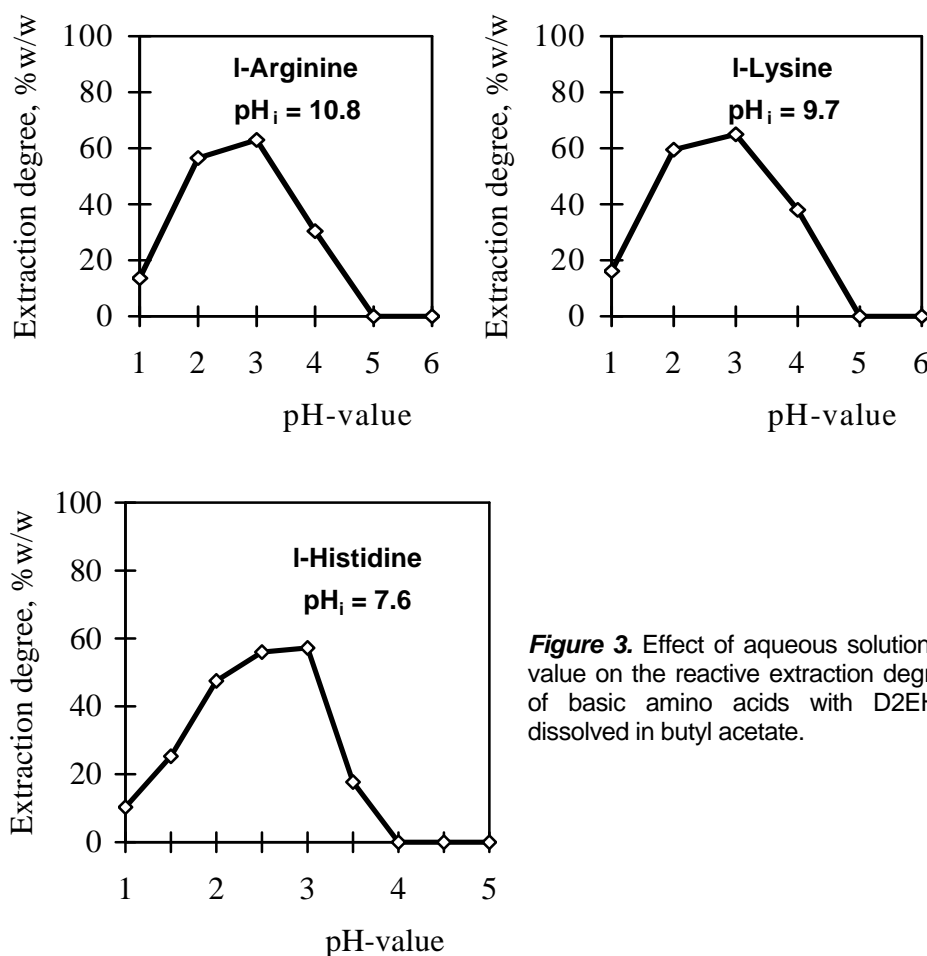 100
80
60
40
20
0
Extraction degree, %w/w
l-Arginine
pH i = 10.8
1 2 3 4 5 6
pH-value
100
80
60
40
20
0
Extraction degree, %w/w
l-Lysine
pH i = 9.7
1 2 3 4 5 6
pH-value
100
80
60
40
20
0
Extraction degree, %w/w
l-Histidine
pHi = 7.6
1 2 3 4 5
pH-value
Figure 3. Effect of aqueous solution
value on the reactive extraction degr
of basic amino acids with D2EH
dissolved in butyl acetate.